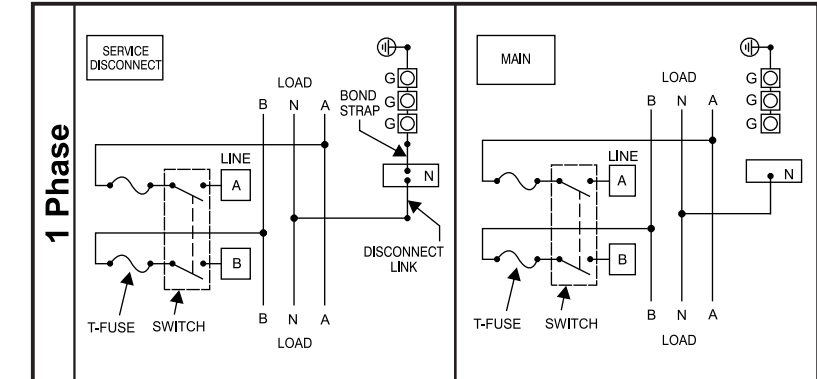 1 Phase
SERVICE
DISCONNECT
LOAD
B N A
BOND
STRAP
G
G
G
N
LINE
A
B
DISCONNECT
LINK
T-FUSE
SWITCH
B N A
LOAD
MAIN
LOAD
B N A
G
G
G
N
LINE
A
B
T-FUSE
SWITCH
B N A
LOAD